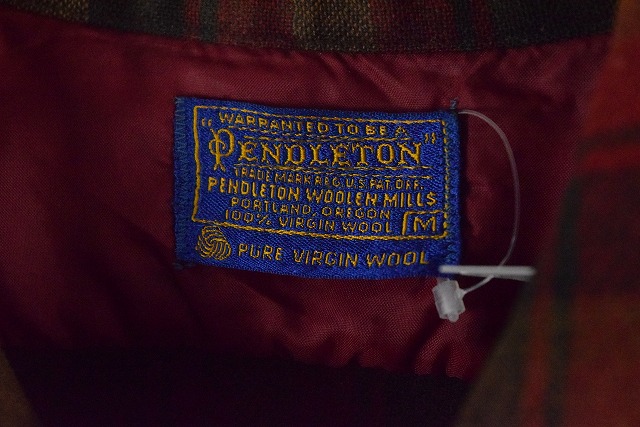 WARRANTED TO BE A
"PENDLETON"
TRADE MARK REG. U.S. PAT. OFF.
PENDLETON WOOLEN MILLS
PORTLAND, OREGON
100% VIRGIN WOOL M
PURE VIRGIN WOOL